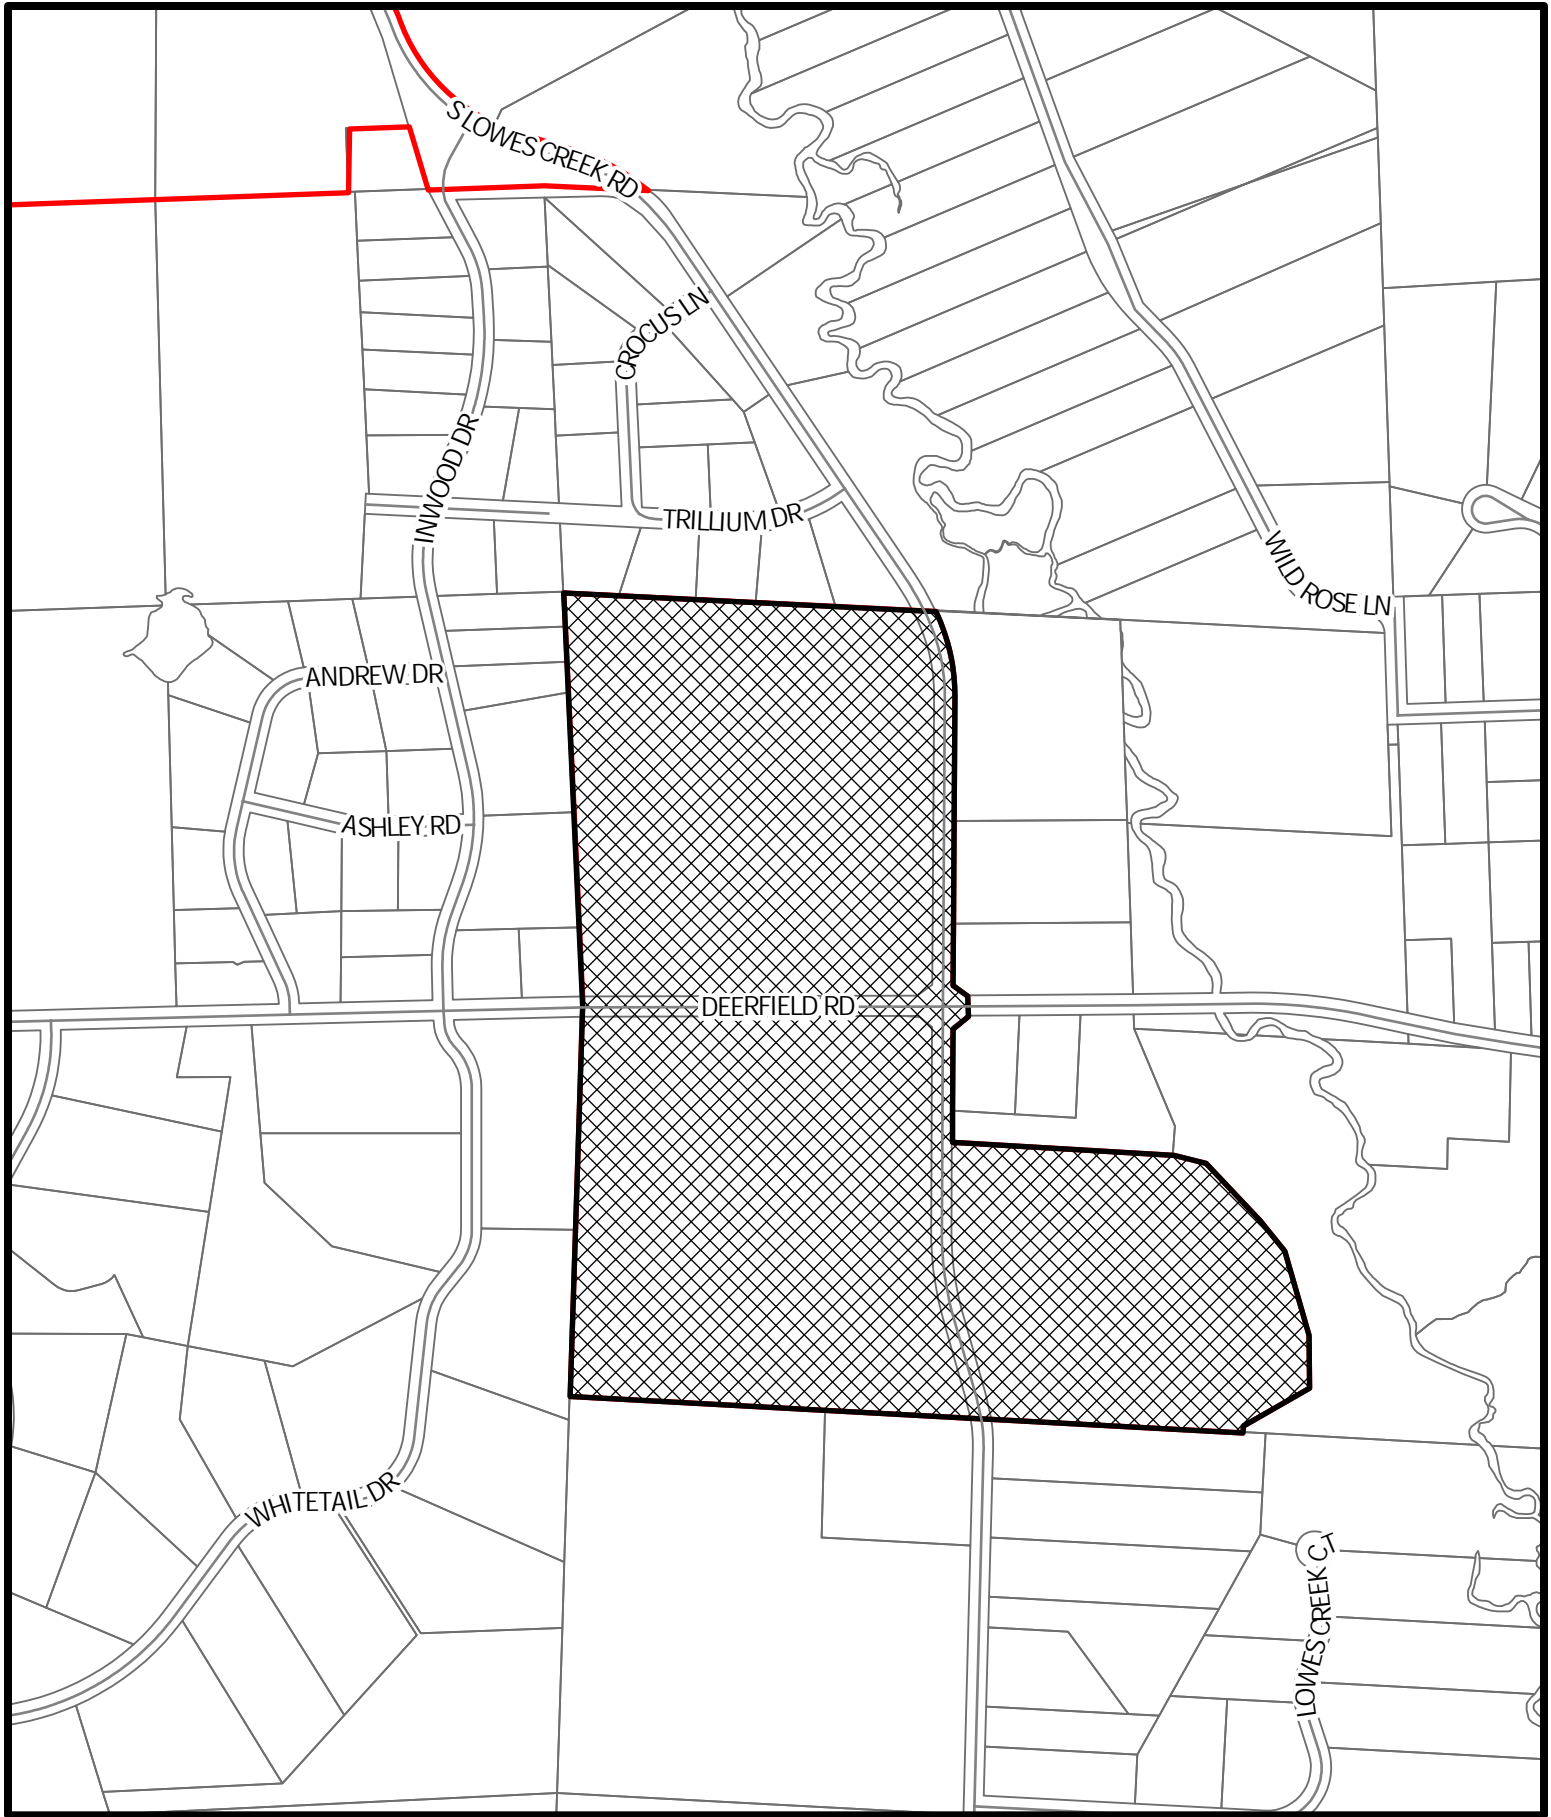 S LOWES CREEK RD
CROCUS LN
INWOOD DR
TRILLIUM DR
WILD ROSE LN
ANDREW DR
ASHLEY RD
DEERFIELD RD
WHITETAIL DR
LOWES CREEK CT